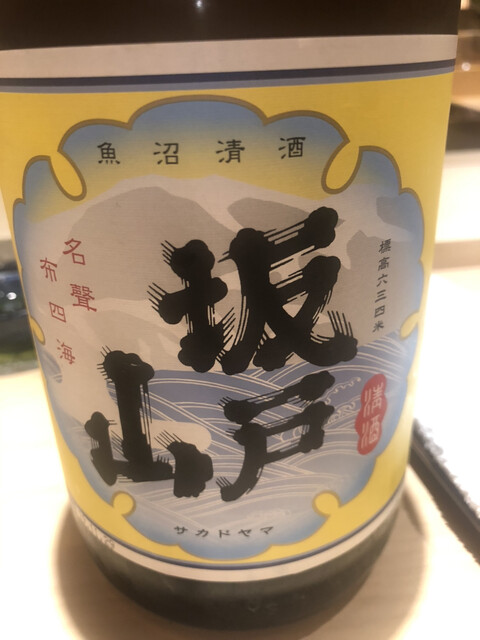 魚沼清酒
坂戸山
標高六三四米
名聲
布四海
清酒
サカドヤマ